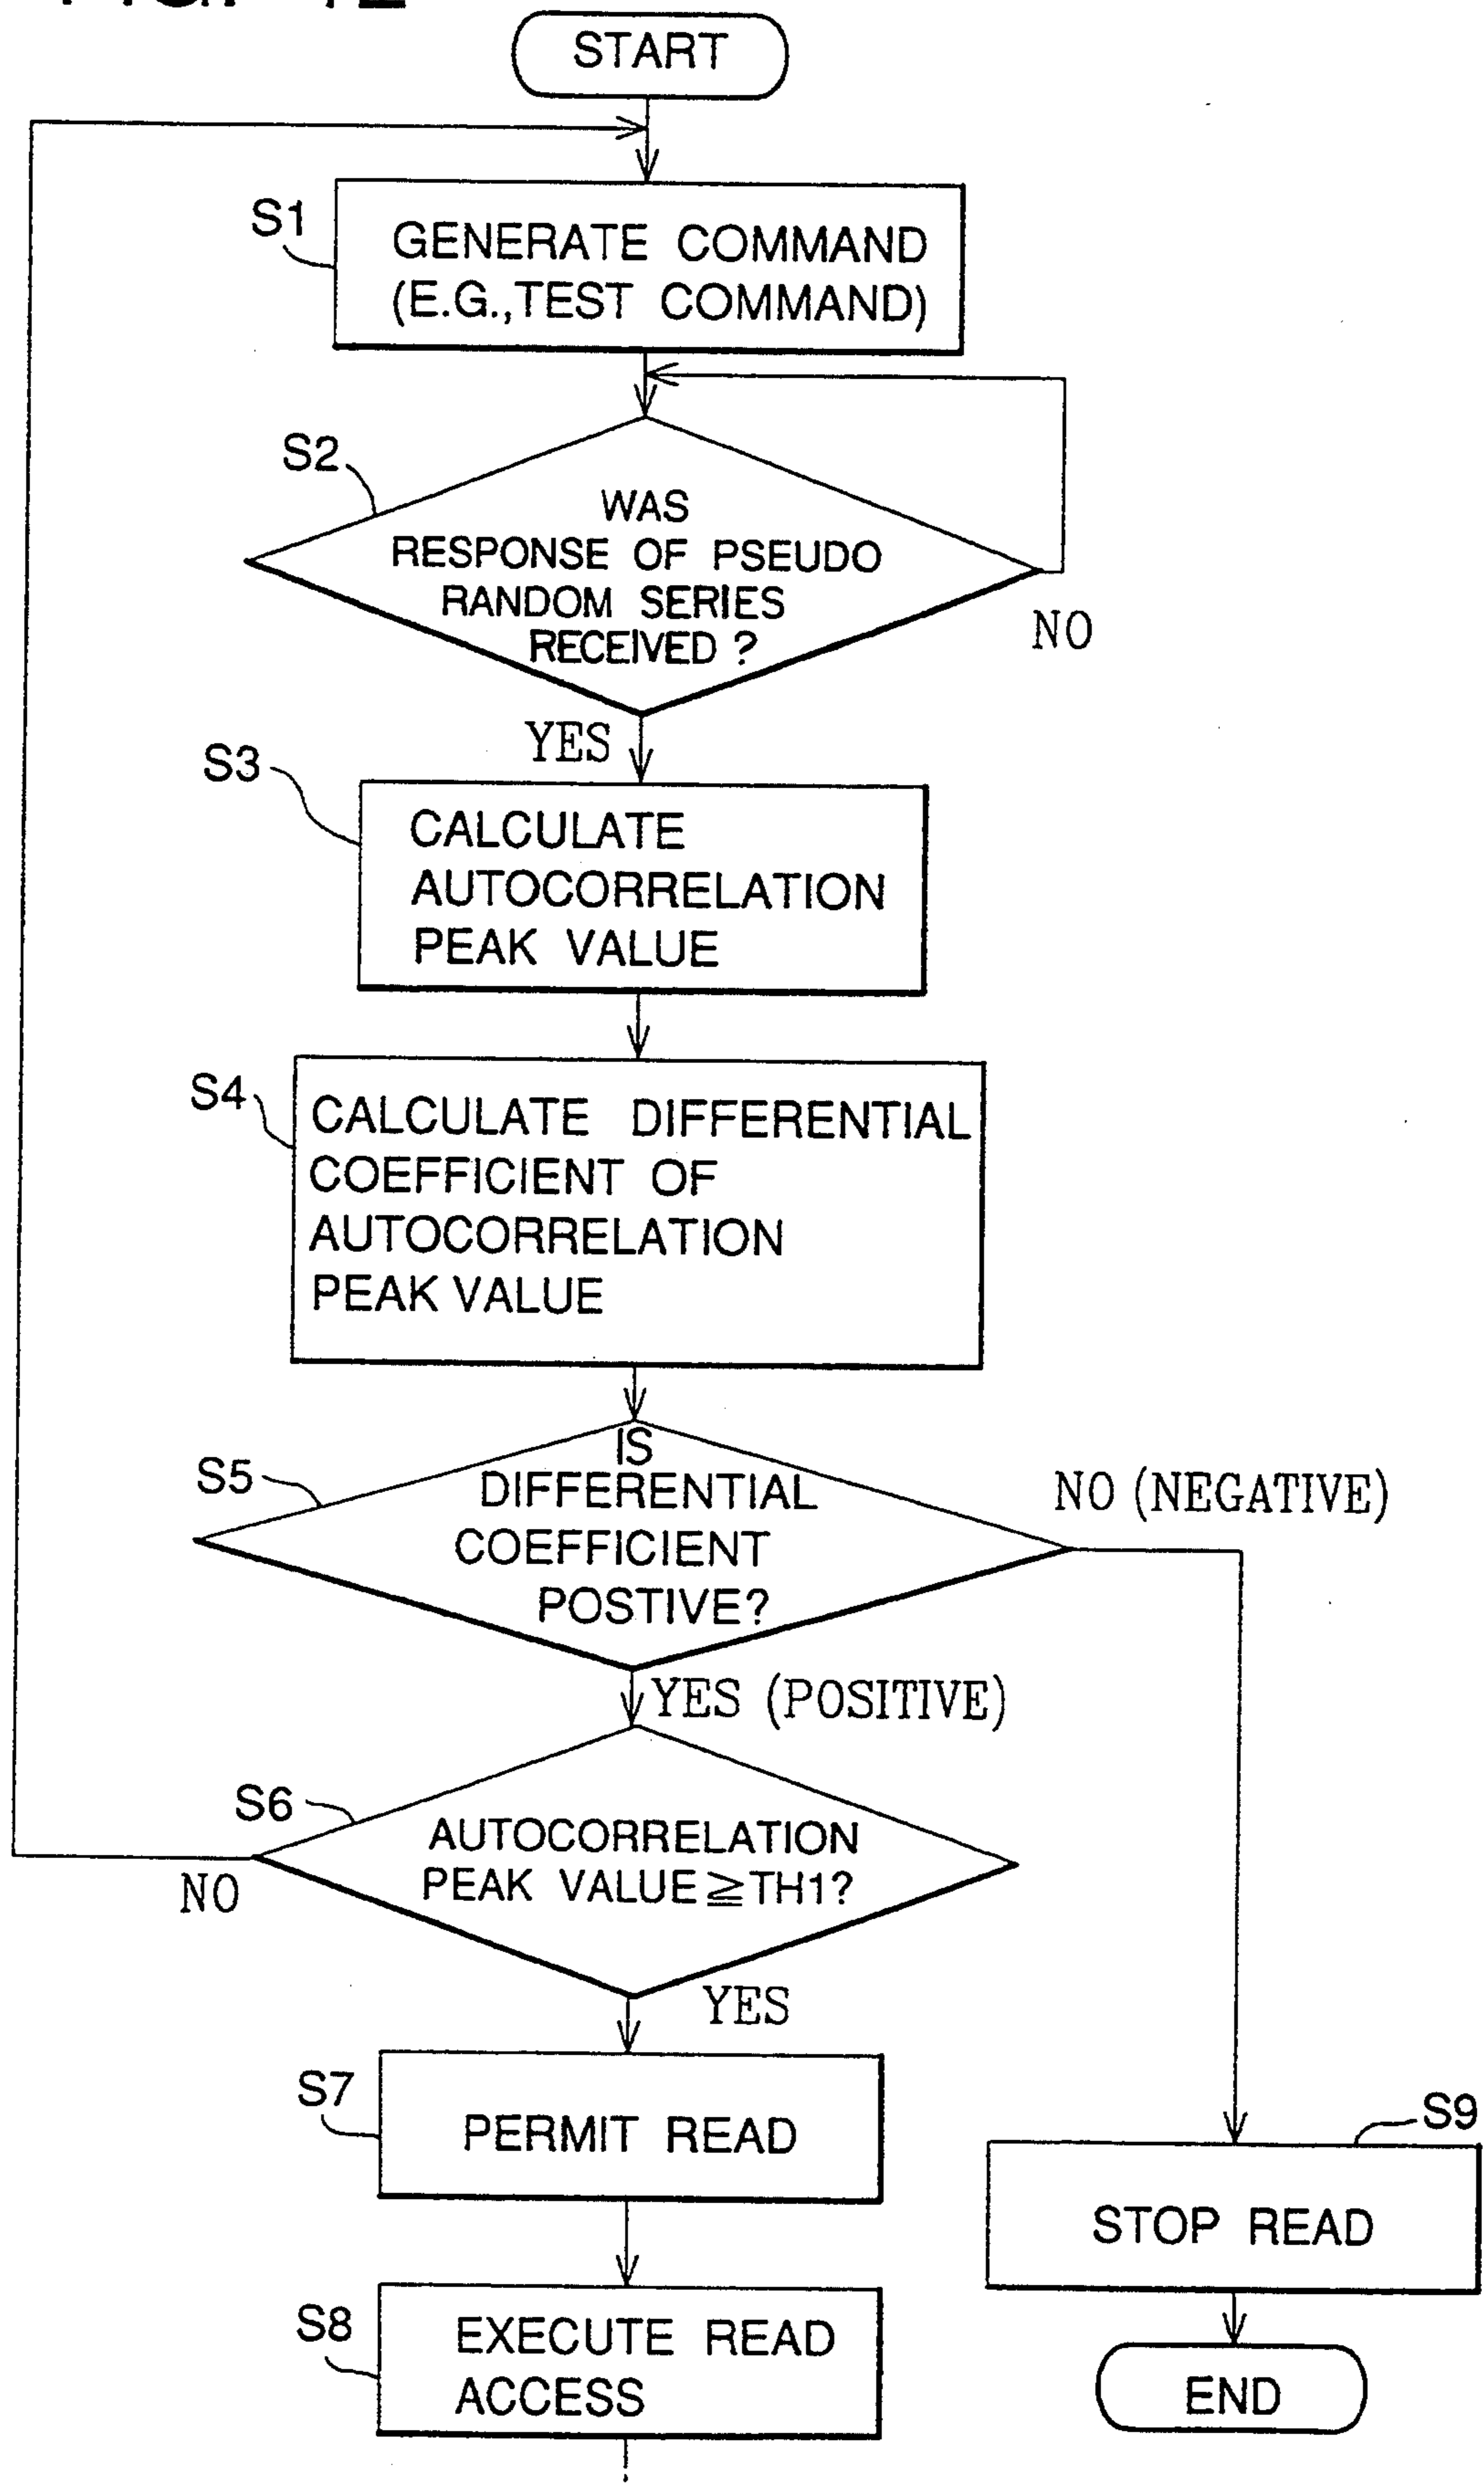 START
S1
GENERATE COMMAND
(E.G.,TEST COMMAND)
S2
WAS
RESPONSE OF PSEUDO
RANDOM SERIES
RECEIVED ?
NO
YES
S3
CALCULATE
AUTOCORRELATION
PEAK VALUE
S4
CALCULATE DIFFERENTIAL
COEFFICIENT OF
AUTOCORRELATION
PEAK VALUE
S5
IS
DIFFERENTIAL
COEFFICIENT
POSTIVE?
NO (NEGATIVE)
YES (POSITIVE)
S6
AUTOCORRELATION
PEAK VALUE≧TH1?
NO
YES
S7
PERMIT READ
S9
STOP READ
S8
EXECUTE READ
ACCESS
END